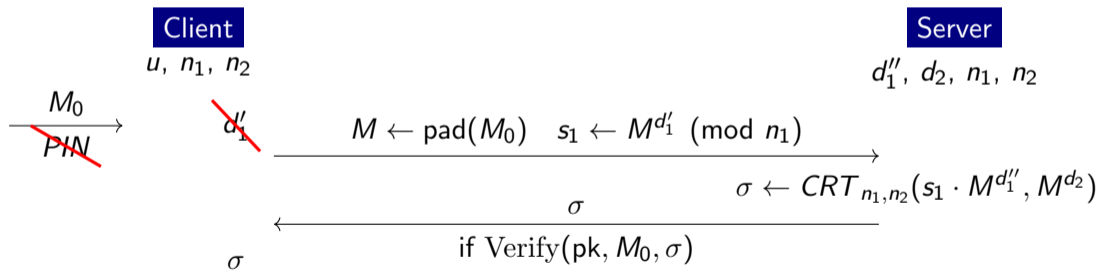 Client Server
u, n₁, n₂ d₁″, d₂, n₁, n₂
M₀
PIN d₁′ M ← pad(M₀) s₁ ← M^{d₁′} (mod n₁)
σ ← CRT_{n₁,n₂}(s₁ · M^{d₁″}, M^{d₂})
σ
if Verify(pk, M₀, σ)
σ